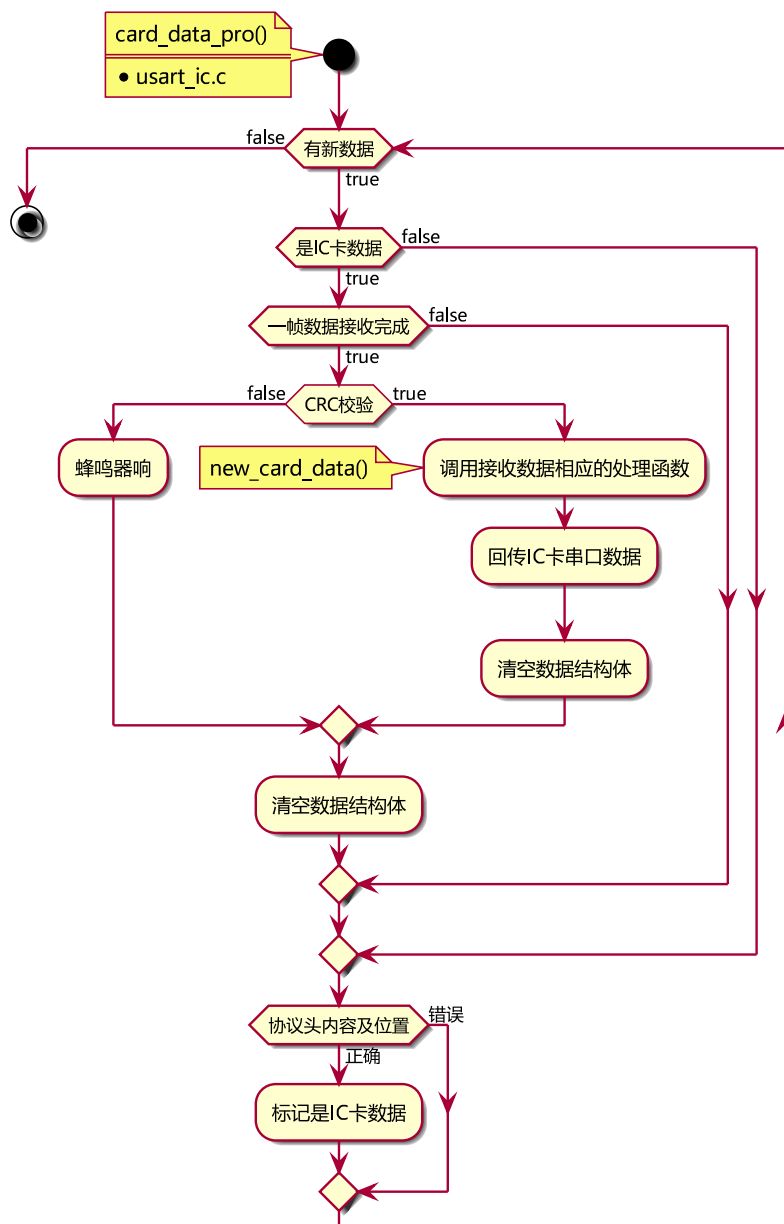 card_data_pro()
• usart_ic.c
false
有新数据
true
是IC卡数据
false
true
一帧数据接收完成
false
true
false
CRC校验
true
蜂鸣器响
new_card_data()
调用接收数据相应的处理函数
回传IC卡串口数据
清空数据结构体
清空数据结构体
协议头内容及位置
错误
正确
标记是IC卡数据